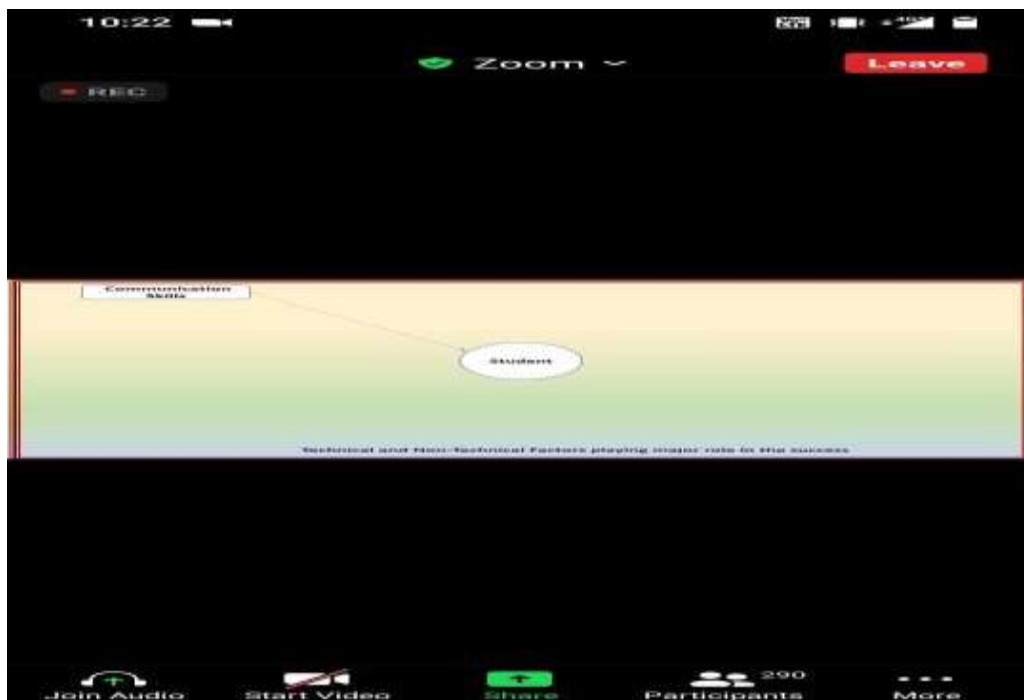 10:22
Zoom
Leave
REC
Communication
Skills
Student
Technical and Non-Technical Factors playing major role in the success
Join Audio
Start Video
Share
Participants
290
More